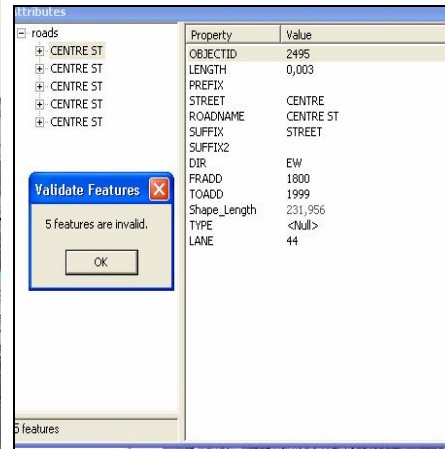 Attributes
roads
CENTRE ST
CENTRE ST
CENTRE ST
CENTRE ST
CENTRE ST
Property Value
OBJECTID 2495
LENGTH 0,003
PREFIX
STREET CENTRE
ROADNAME CENTRE ST
SUFFIX STREET
SUFFIX2
DIR EW
FRADD 1800
TOADD 1999
Shape_Length 231,956
TYPE <Null>
LANE 44
Validate Features
5 features are invalid.
OK
5 features